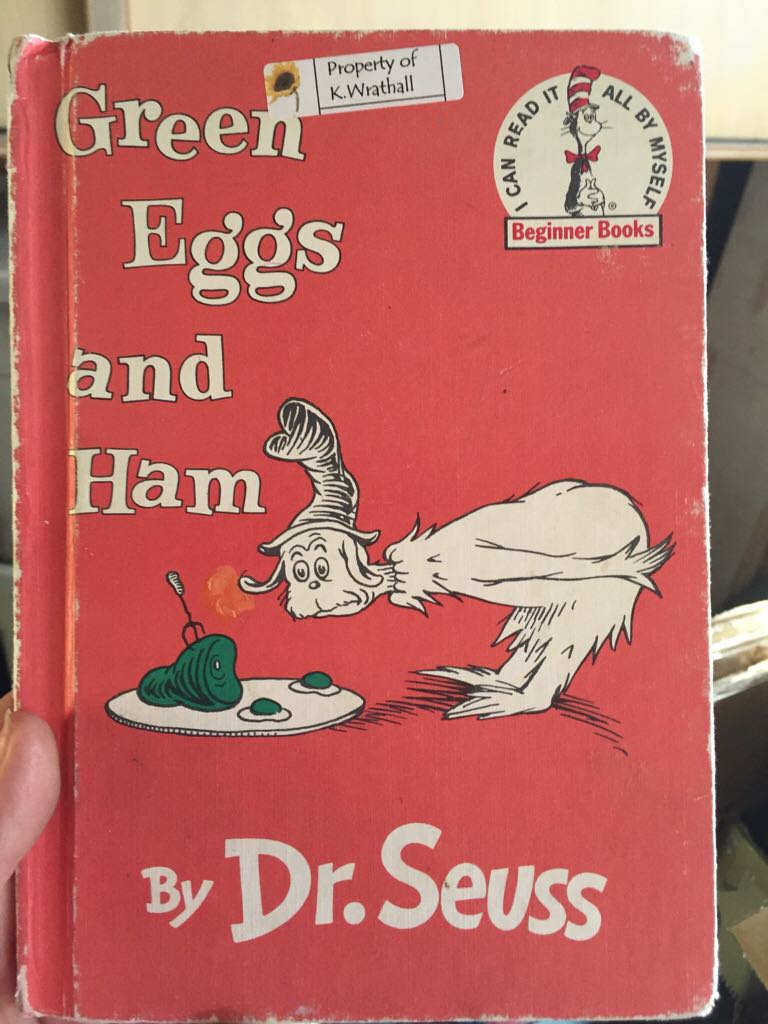 Property of
K.Wrathall
Green
Eggs
and
Ham
I CAN READ IT ALL BY MYSELF
®
Beginner Books
By Dr. Seuss